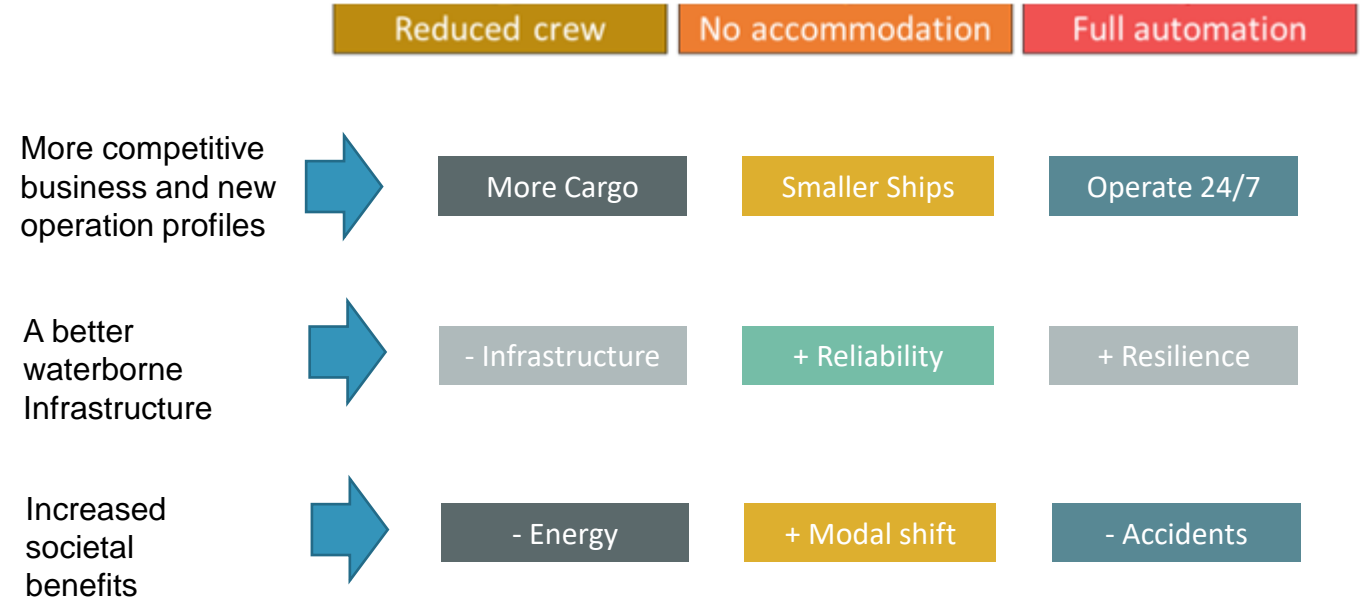 Reduced crew
No accommodation
Full automation
More competitive
business and new
operation profiles
More Cargo
Smaller Ships
Operate 24/7
A better
waterborne
Infrastructure
- Infrastructure
+ Reliability
+ Resilience
Increased
societal
benefits
- Energy
+ Modal shift
- Accidents